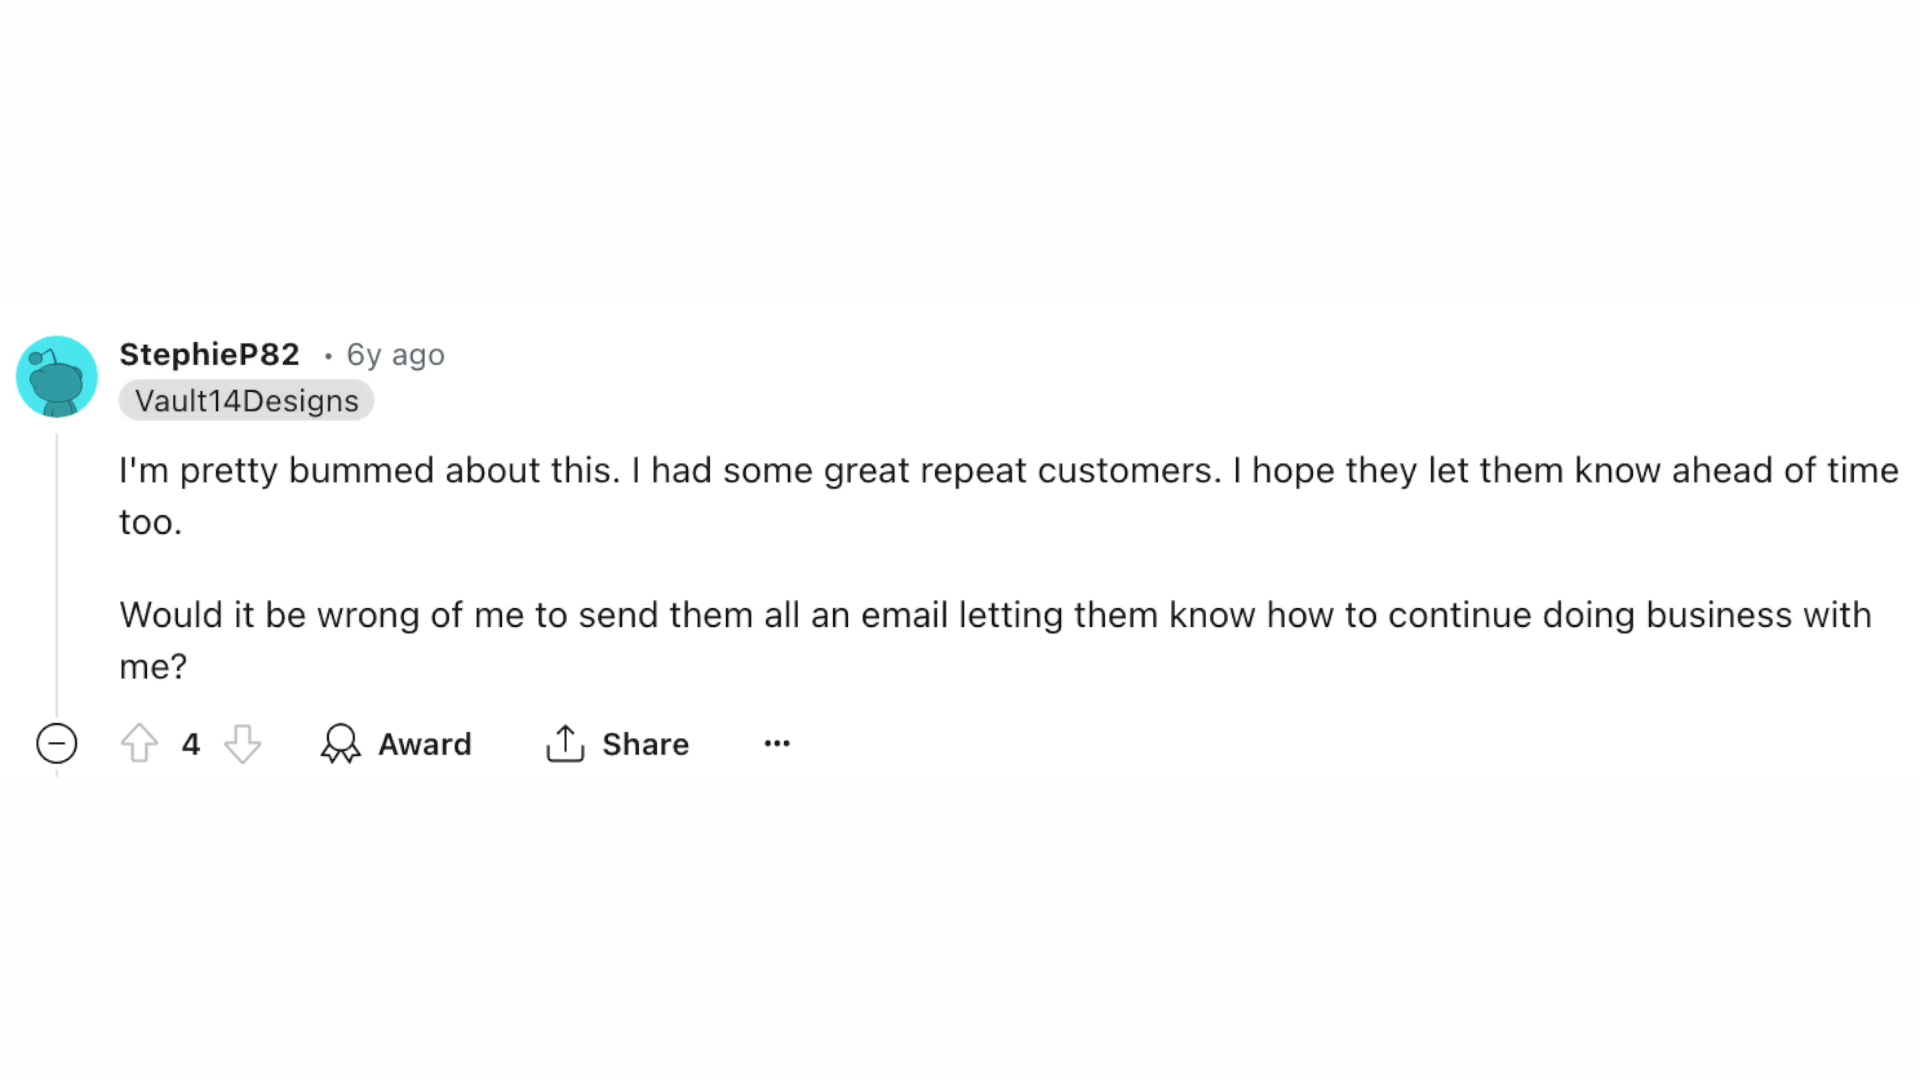 StephieP82 • 6y ago
Vault14Designs
I'm pretty bummed about this. I had some great repeat customers. I hope they let them know ahead of time
too.
Would it be wrong of me to send them all an email letting them know how to continue doing business with
me?
4 Award Share ...